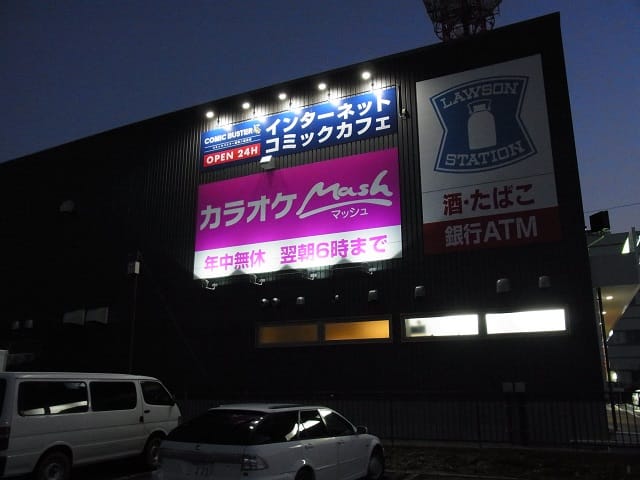 COMIC BUSTER
OPEN 24H
インターネット
コミックカフェ
カラオケ Mash
マッシュ
年中無休 翌朝6時まで
LAWSON
STATION
酒・たばこ
銀行ATM